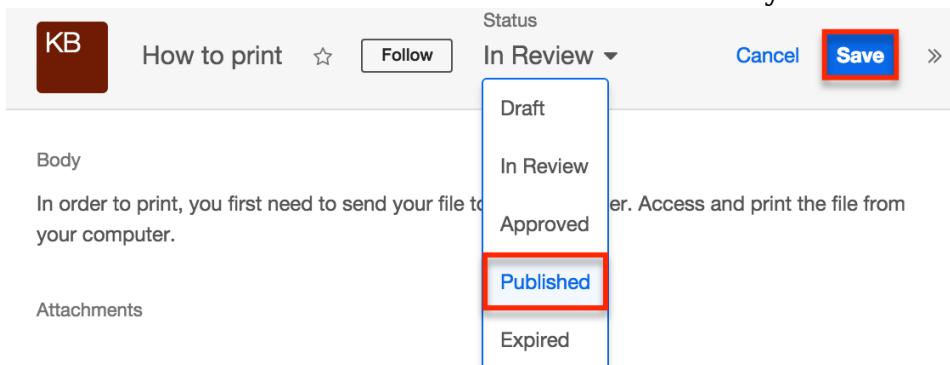 Status
KB
How to print
Follow
In Review
Cancel
Save
Draft
In Review
Approved
Published
Expired
Body
In order to print, you first need to send your file to er. Access and print the file from
your computer.
Attachments